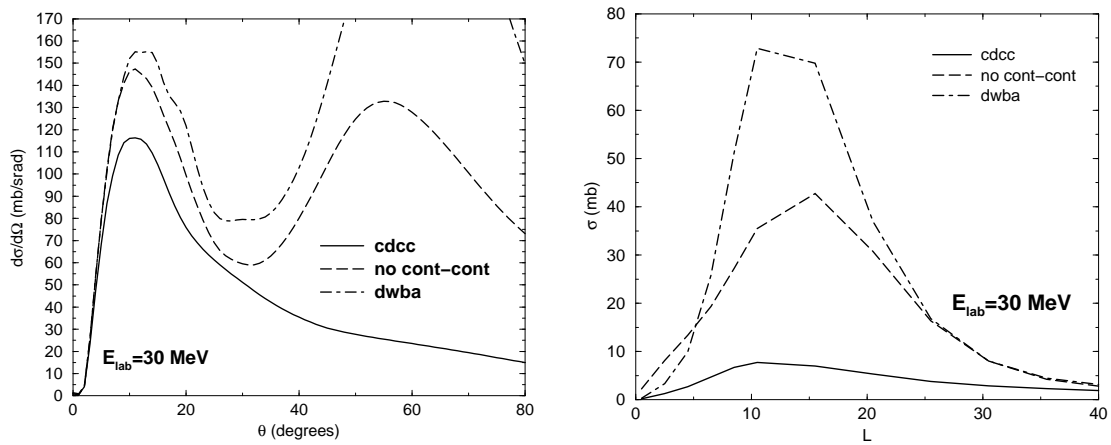 170
160
150
140
130
120
110
100
90
80
70
60
50
40
30
20
10
0
dσ/dΩ (mb/srad)
cdcc
no cont−cont
dwba
E_lab=30 MeV
0 20 40 60 80
θ (degrees)
80
70
60
50
40
30
20
10
0
σ (mb)
cdcc
no cont−cont
dwba
E_lab=30 MeV
0 10 20 30 40
L